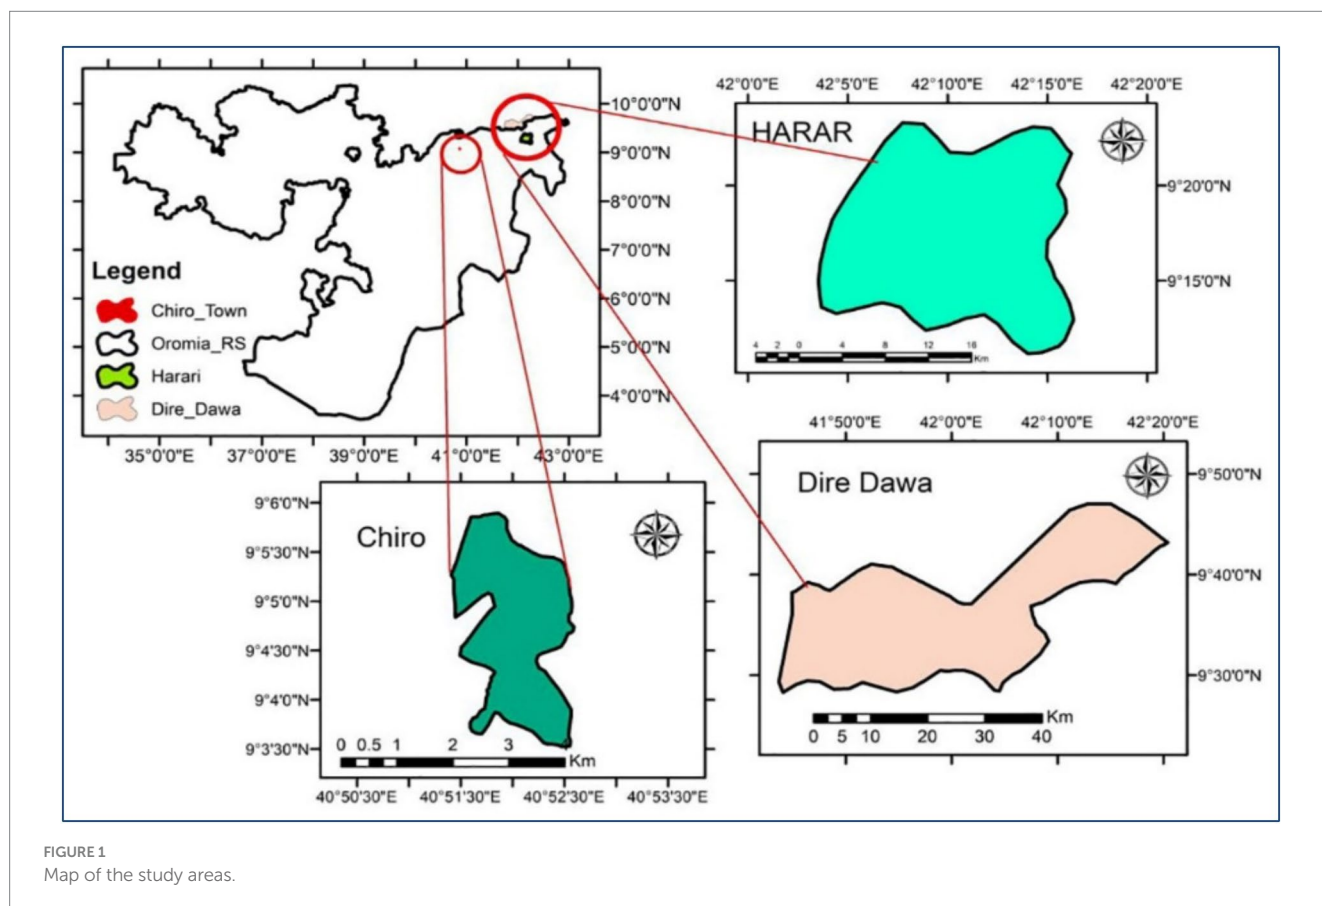 10°0'0"N
9°0'0"N
8°0'0"N
7°0'0"N
6°0'0"N
5°0'0"N
4°0'0"N
35°0'0"E 37°0'0"E 39°0'0"E 41°0'0"E 43°0'0"E
Legend
Chiro_Town
Oromia_RS
Harari
Dire_Dawa
42°0'0"E 42°5'0"E 42°10'0"E 42°15'0"E 42°20'0"E
HARAR
9°20'0"N
9°15'0"N
4 2 0 4 8 12 16
Km
9°6'0"N
9°5'30"N
9°5'0"N
9°4'30"N
9°4'0"N
9°3'30"N
Chiro
0 0.5 1 2 3
Km
40°50'30"E 40°51'30"E 40°52'30"E 40°53'30"E
41°50'0"E 42°0'0"E 42°10'0"E 42°20'0"E
Dire Dawa
9°50'0"N
9°40'0"N
9°30'0"N
Km
0 5 10 20 30 40
FIGURE 1
Map of the study areas.